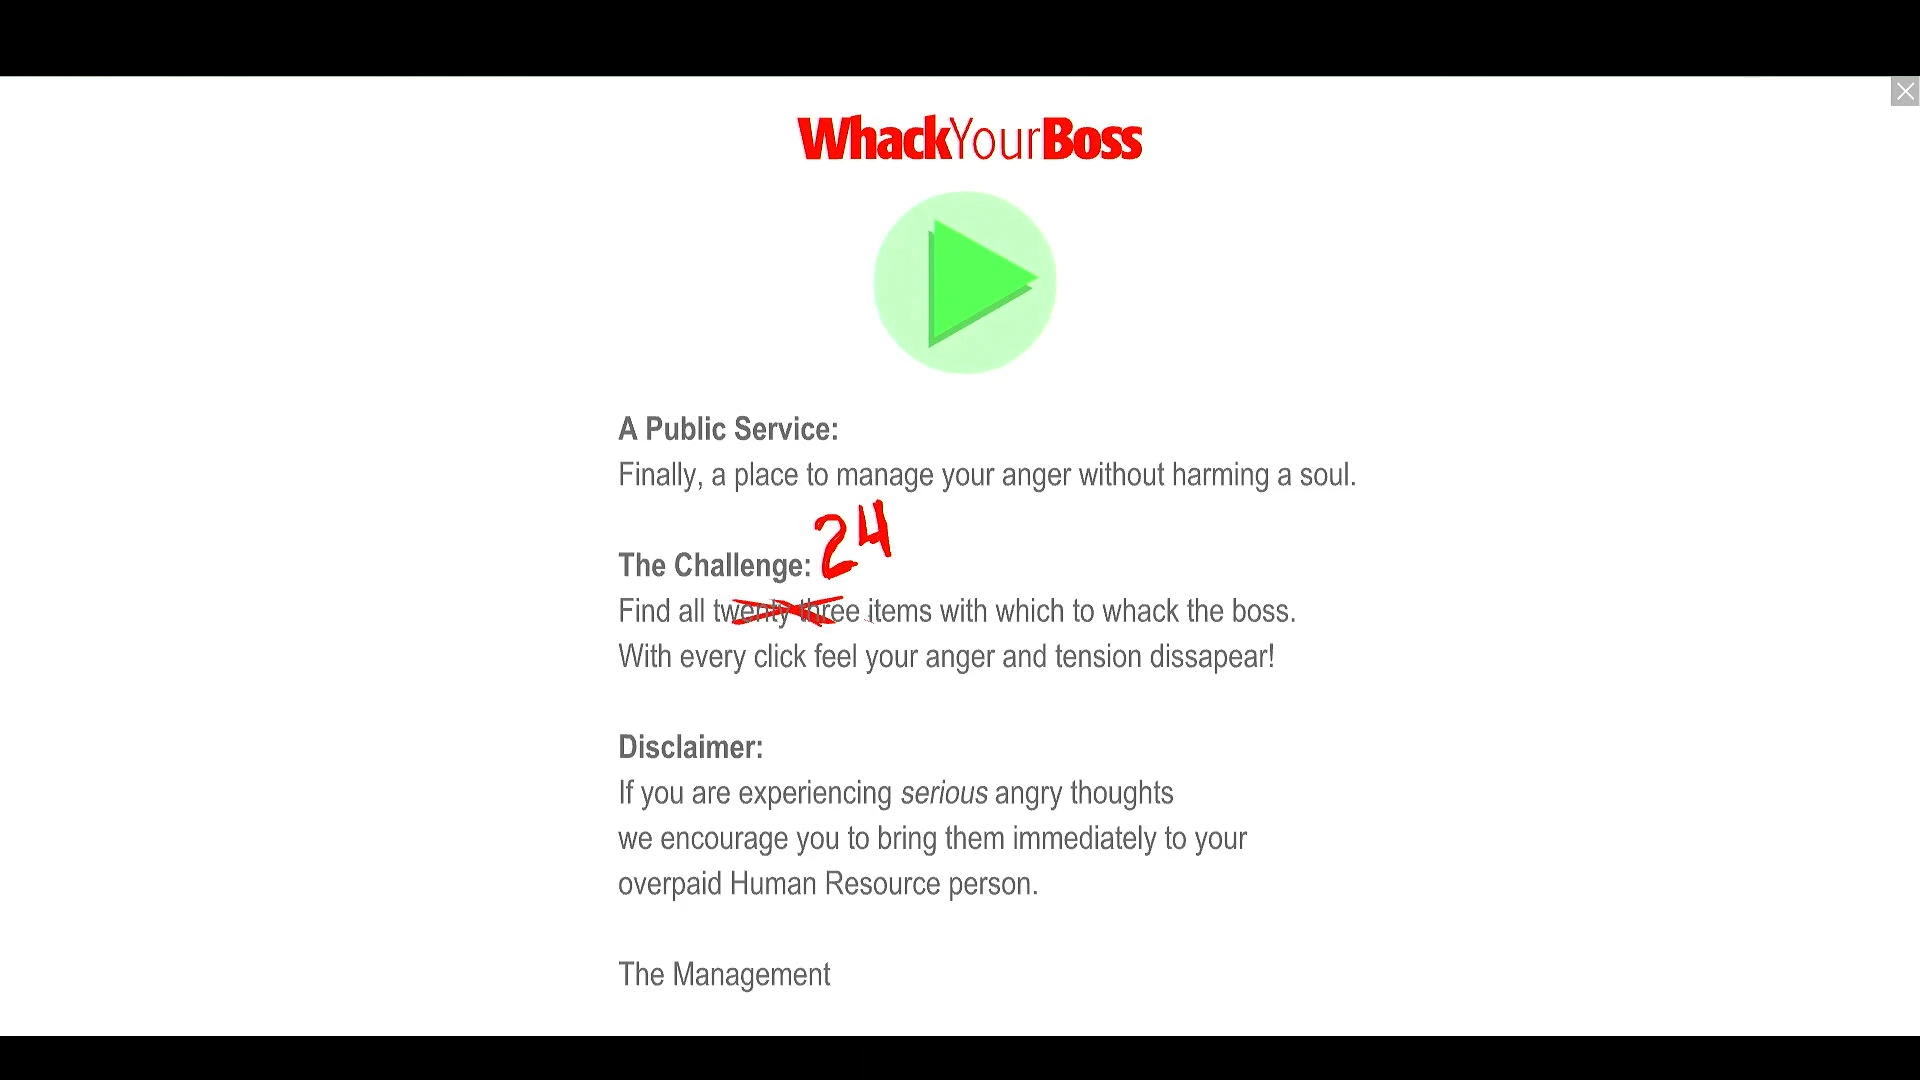 WhackYourBoss
A Public Service:
Finally, a place to manage your anger without harming a soul.
24
The Challenge:
Find all twenty three items with which to whack the boss.
With every click feel your anger and tension dissapear!
Disclaimer:
If you are experiencing serious angry thoughts
we encourage you to bring them immediately to your
overpaid Human Resource person.
The Management